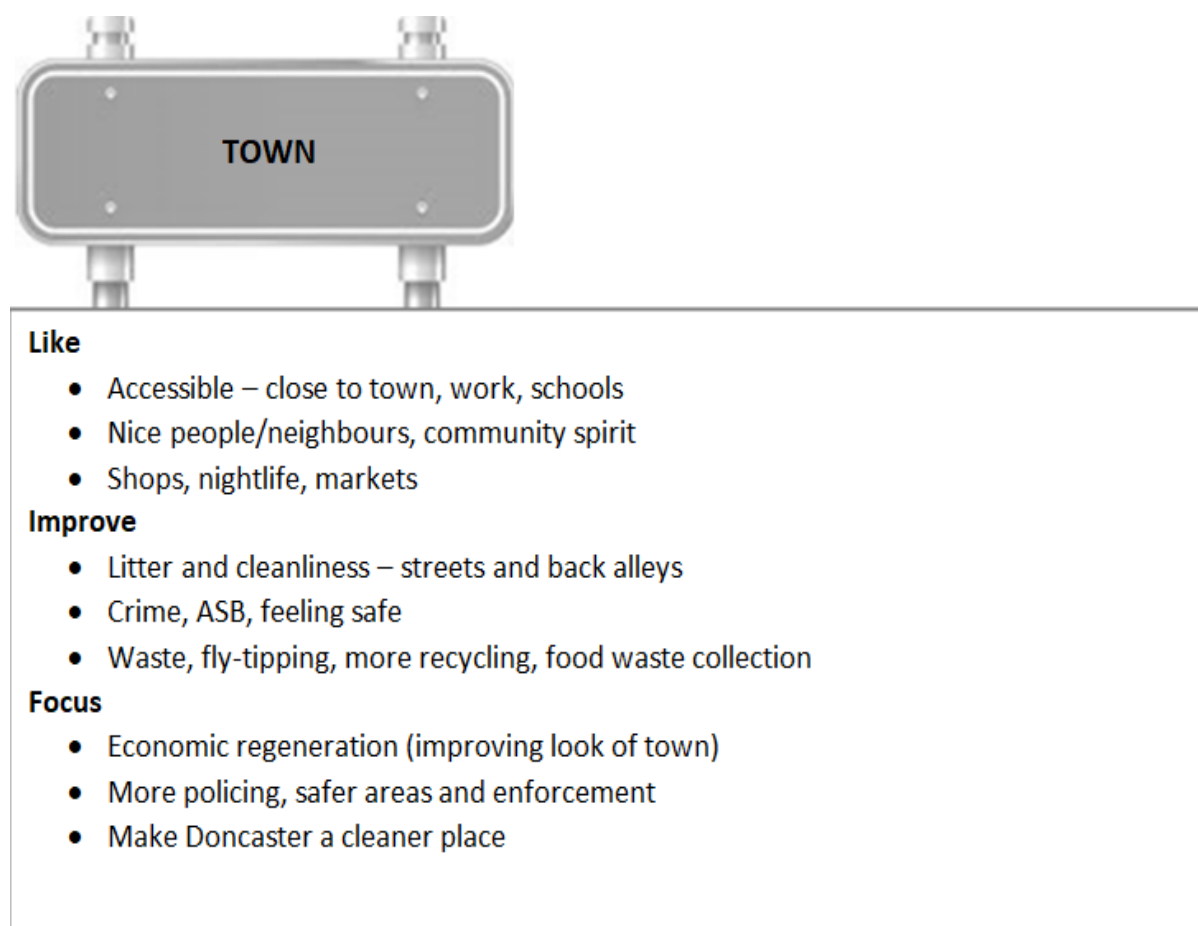 TOWN
Like
• Accessible – close to town, work, schools
• Nice people/neighbours, community spirit
• Shops, nightlife, markets
Improve
• Litter and cleanliness – streets and back alleys
• Crime, ASB, feeling safe
• Waste, fly-tipping, more recycling, food waste collection
Focus
• Economic regeneration (improving look of town)
• More policing, safer areas and enforcement
• Make Doncaster a cleaner place